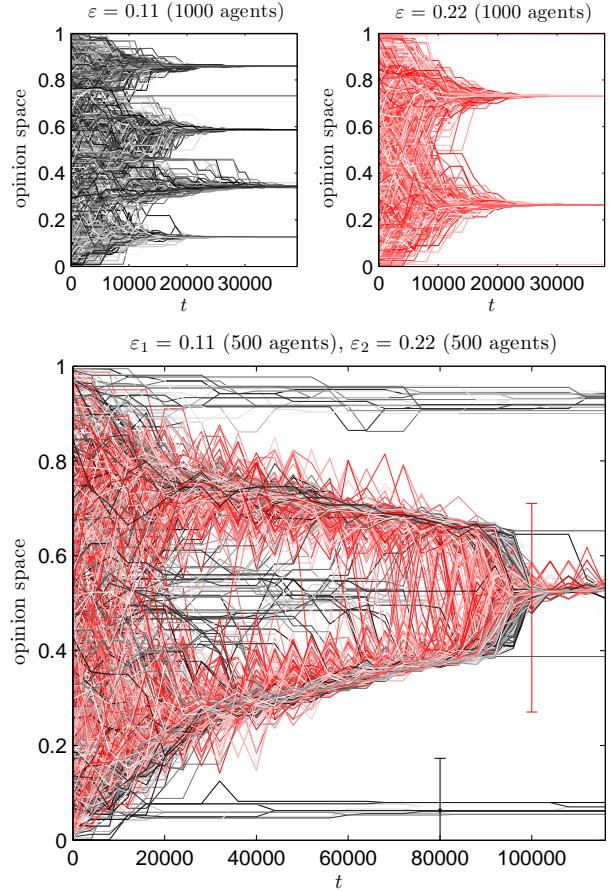 ε = 0.11 (1000 agents)
opinion space
1
0.8
0.6
0.4
0.2
0
0 10000 20000 30000
t
ε = 0.22 (1000 agents)
opinion space
1
0.8
0.6
0.4
0.2
0
0 10000 20000 30000
t
ε₁ = 0.11 (500 agents), ε₂ = 0.22 (500 agents)
opinion space
1
0.8
0.6
0.4
0.2
0
0 20000 40000 60000 80000 100000
t